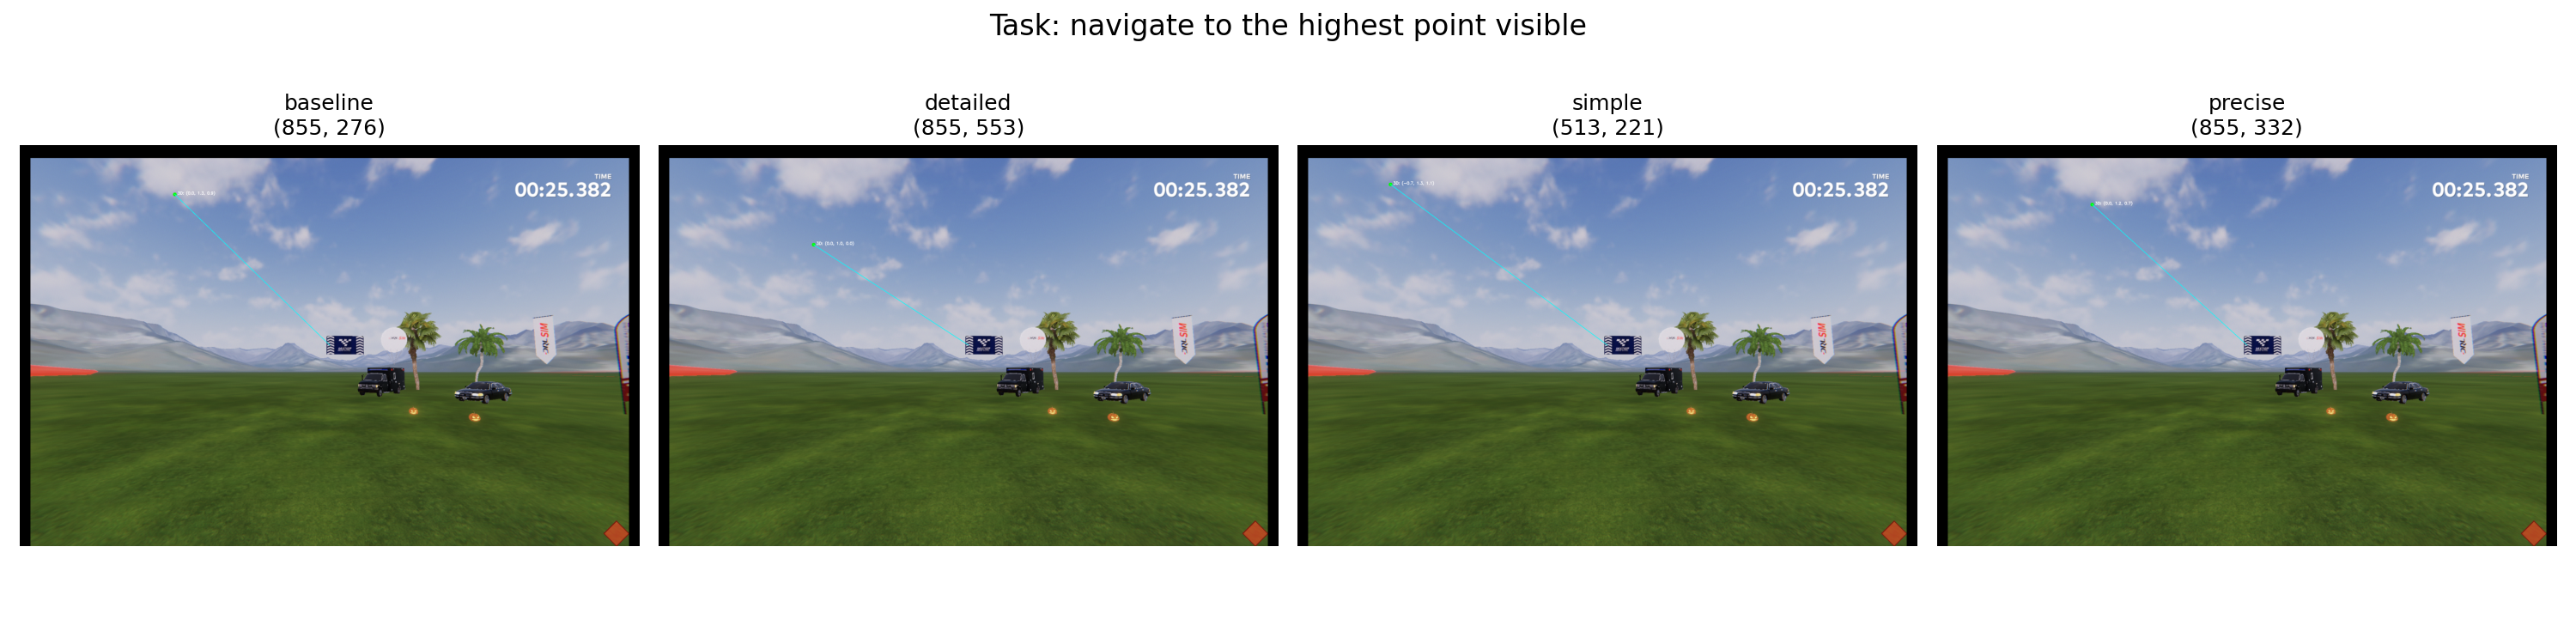 Task: navigate to the highest point visible
baseline
(855, 276)
detailed
(855, 553)
simple
(513, 221)
precise
(855, 332)
TIME
00:25.382
TIME
00:25.382
TIME
00:25.382
TIME
00:25.382